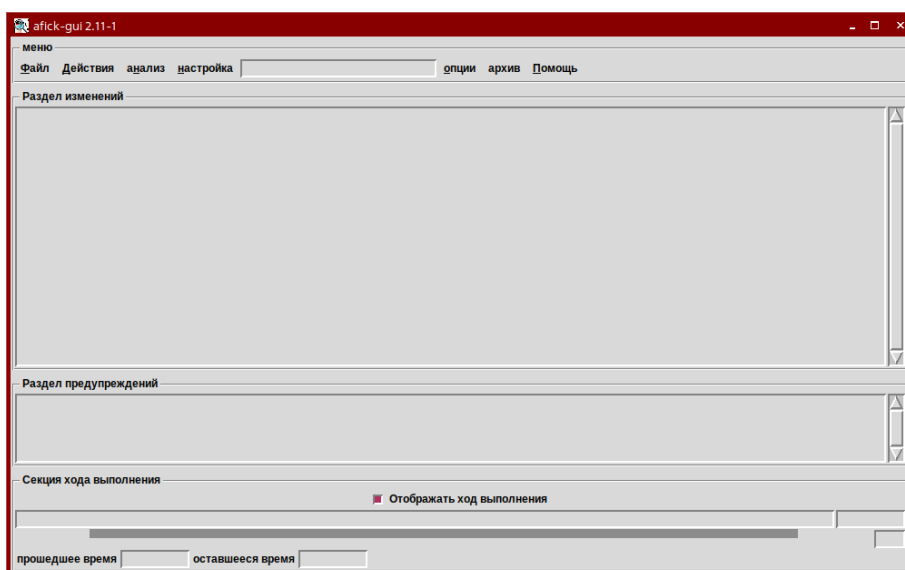 afick-gui 2.11-1
меню
Файл Действия анализ настройка опции архив Помощь
Раздел изменений
Раздел предупреждений
Секция хода выполнения
Отображать ход выполнения
прошедшее время оставшееся время